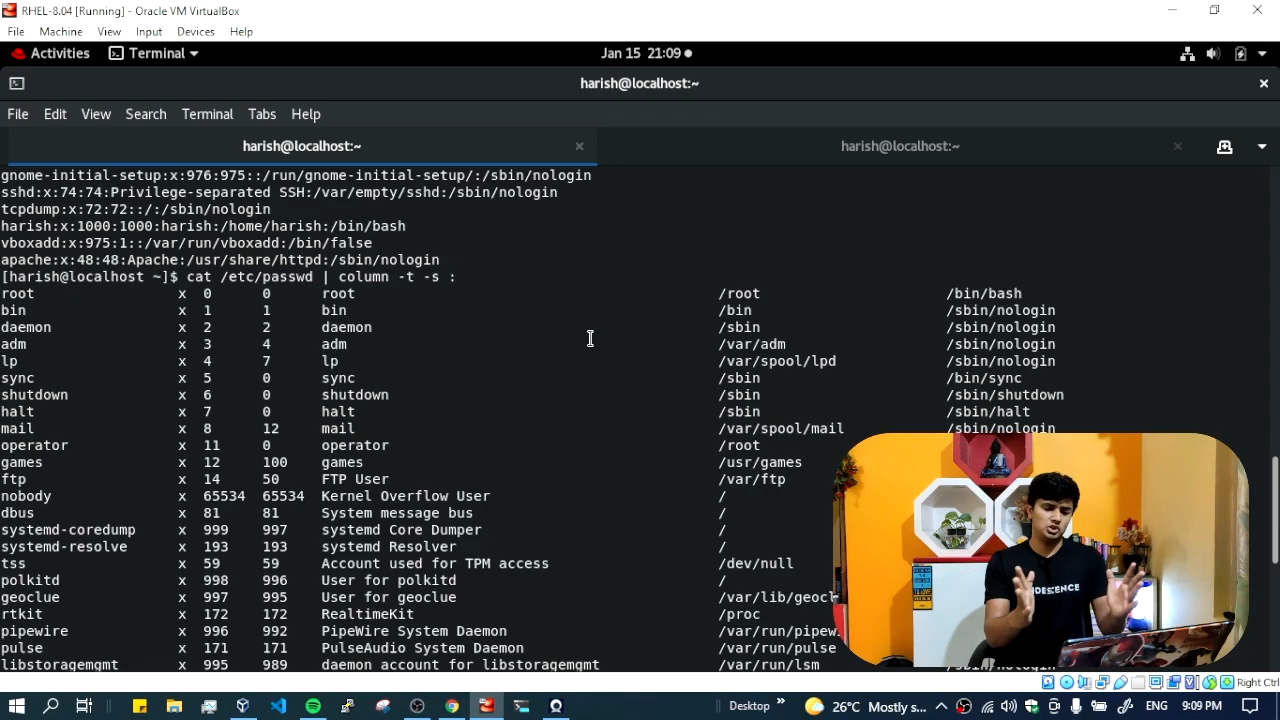 RHEL-8.04 [Running] - Oracle VM VirtualBox
File Machine View Input Devices Help
Activities Terminal Jan 15 21:09
harish@localhost:~
File Edit View Search Terminal Tabs Help
harish@localhost:~ harish@localhost:~
gnome-initial-setup:x:976:975::/run/gnome-initial-setup/:/sbin/nologin
sshd:x:74:74:Privilege-separated SSH:/var/empty/sshd:/sbin/nologin
tcpdump:x:72:72::/:/sbin/nologin
harish:x:1000:1000:harish:/home/harish:/bin/bash
vboxadd:x:975:1::/var/run/vboxadd:/bin/false
apache:x:48:48:Apache:/usr/share/httpd:/sbin/nologin
[harish@localhost ~]$ cat /etc/passwd | column -t -s :
root x 0 0 root /root /bin/bash
bin x 1 1 bin /bin /sbin/nologin
daemon x 2 2 daemon /sbin /sbin/nologin
adm x 3 4 adm /var/adm /sbin/nologin
lp x 4 7 lp /var/spool/lpd /sbin/nologin
sync x 5 0 sync /sbin /bin/sync
shutdown x 6 0 shutdown /sbin /sbin/shutdown
halt x 7 0 halt /sbin /sbin/halt
mail x 8 12 mail /var/spool/mail /sbin/nologin
operator x 11 0 operator /root
games x 12 100 games /usr/games
ftp x 14 50 FTP User /var/ftp
nobody x 65534 65534 Kernel Overflow User /
dbus x 81 81 System message bus /
systemd-coredump x 999 997 systemd Core Dumper /
systemd-resolve x 193 193 systemd Resolver /
tss x 59 59 Account used for TPM access /dev/null
polkitd x 998 996 User for polkitd /
geoclue x 997 995 User for geoclue /var/lib/geocl
rtkit x 172 172 RealtimeKit /proc
pipewire x 996 992 PipeWire System Daemon /var/run/pipew
pulse x 171 171 PulseAudio System Daemon /var/run/pulse
libstoragemgmt x 995 989 daemon account for libstoragemgmt /var/run/lsm /sbin/nologin
Right Ctrl
Desktop 26°C Mostly s... ENG 9:09 PM